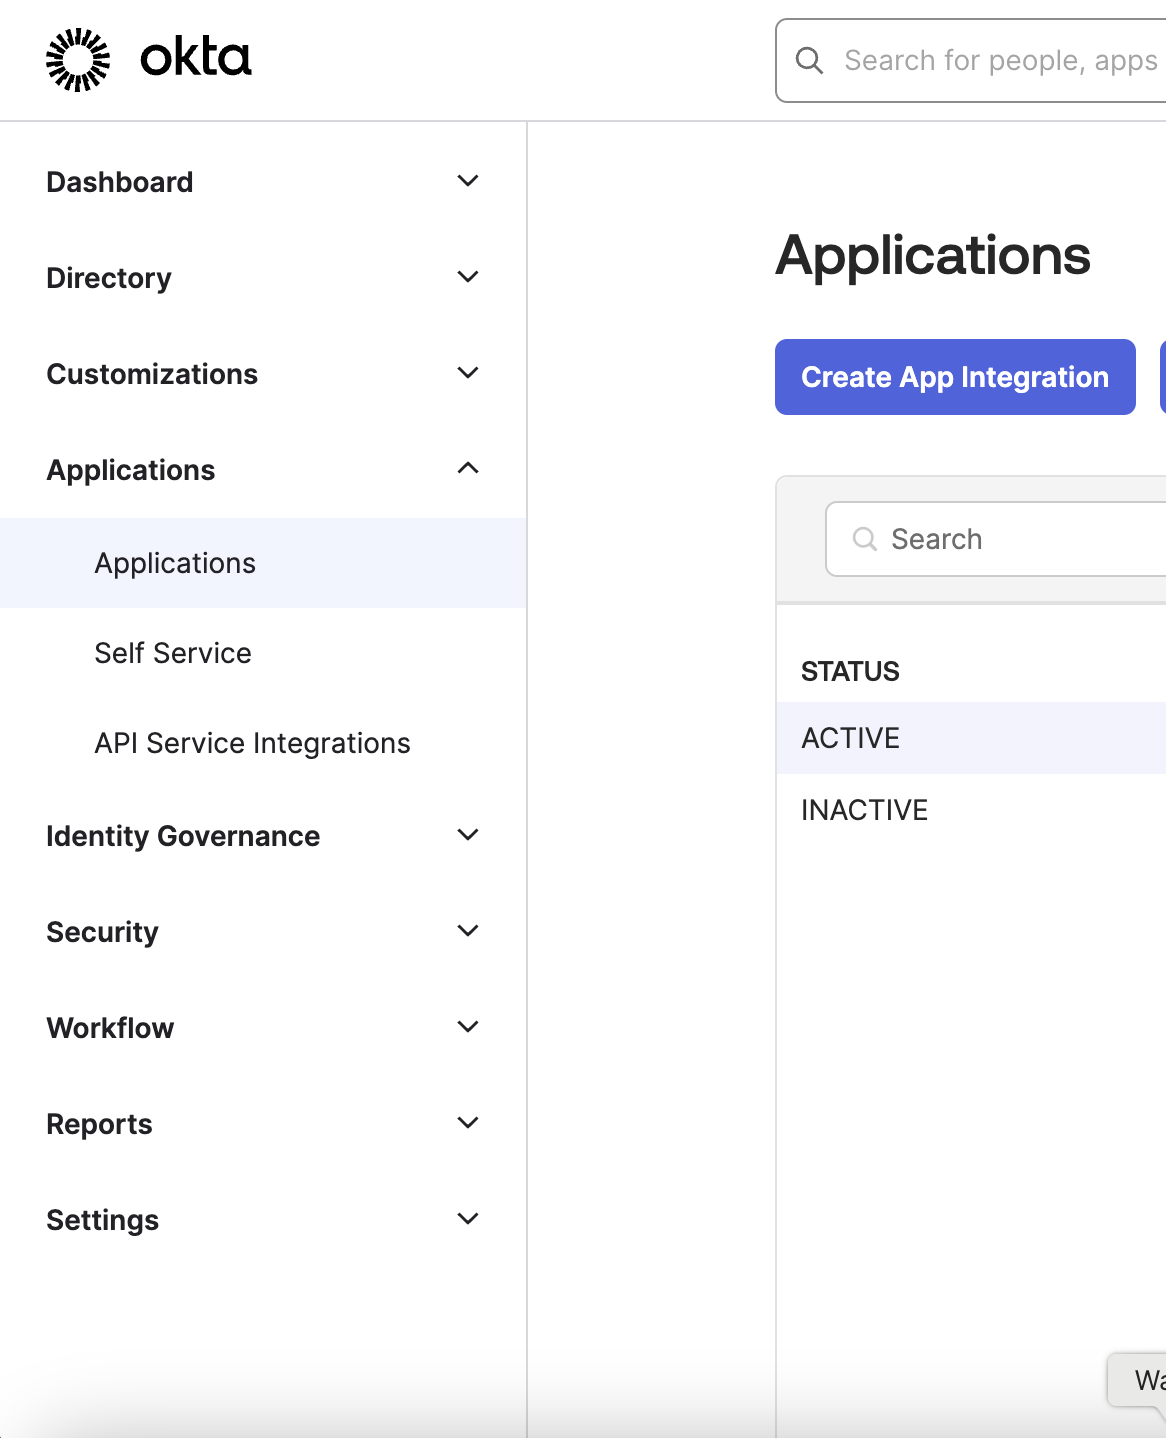 okta
Search for people, apps
Dashboard
Directory
Customizations
Applications
Applications
Self Service
API Service Integrations
Identity Governance
Security
Workflow
Reports
Settings
Applications
Create App Integration
Search
STATUS
ACTIVE
INACTIVE